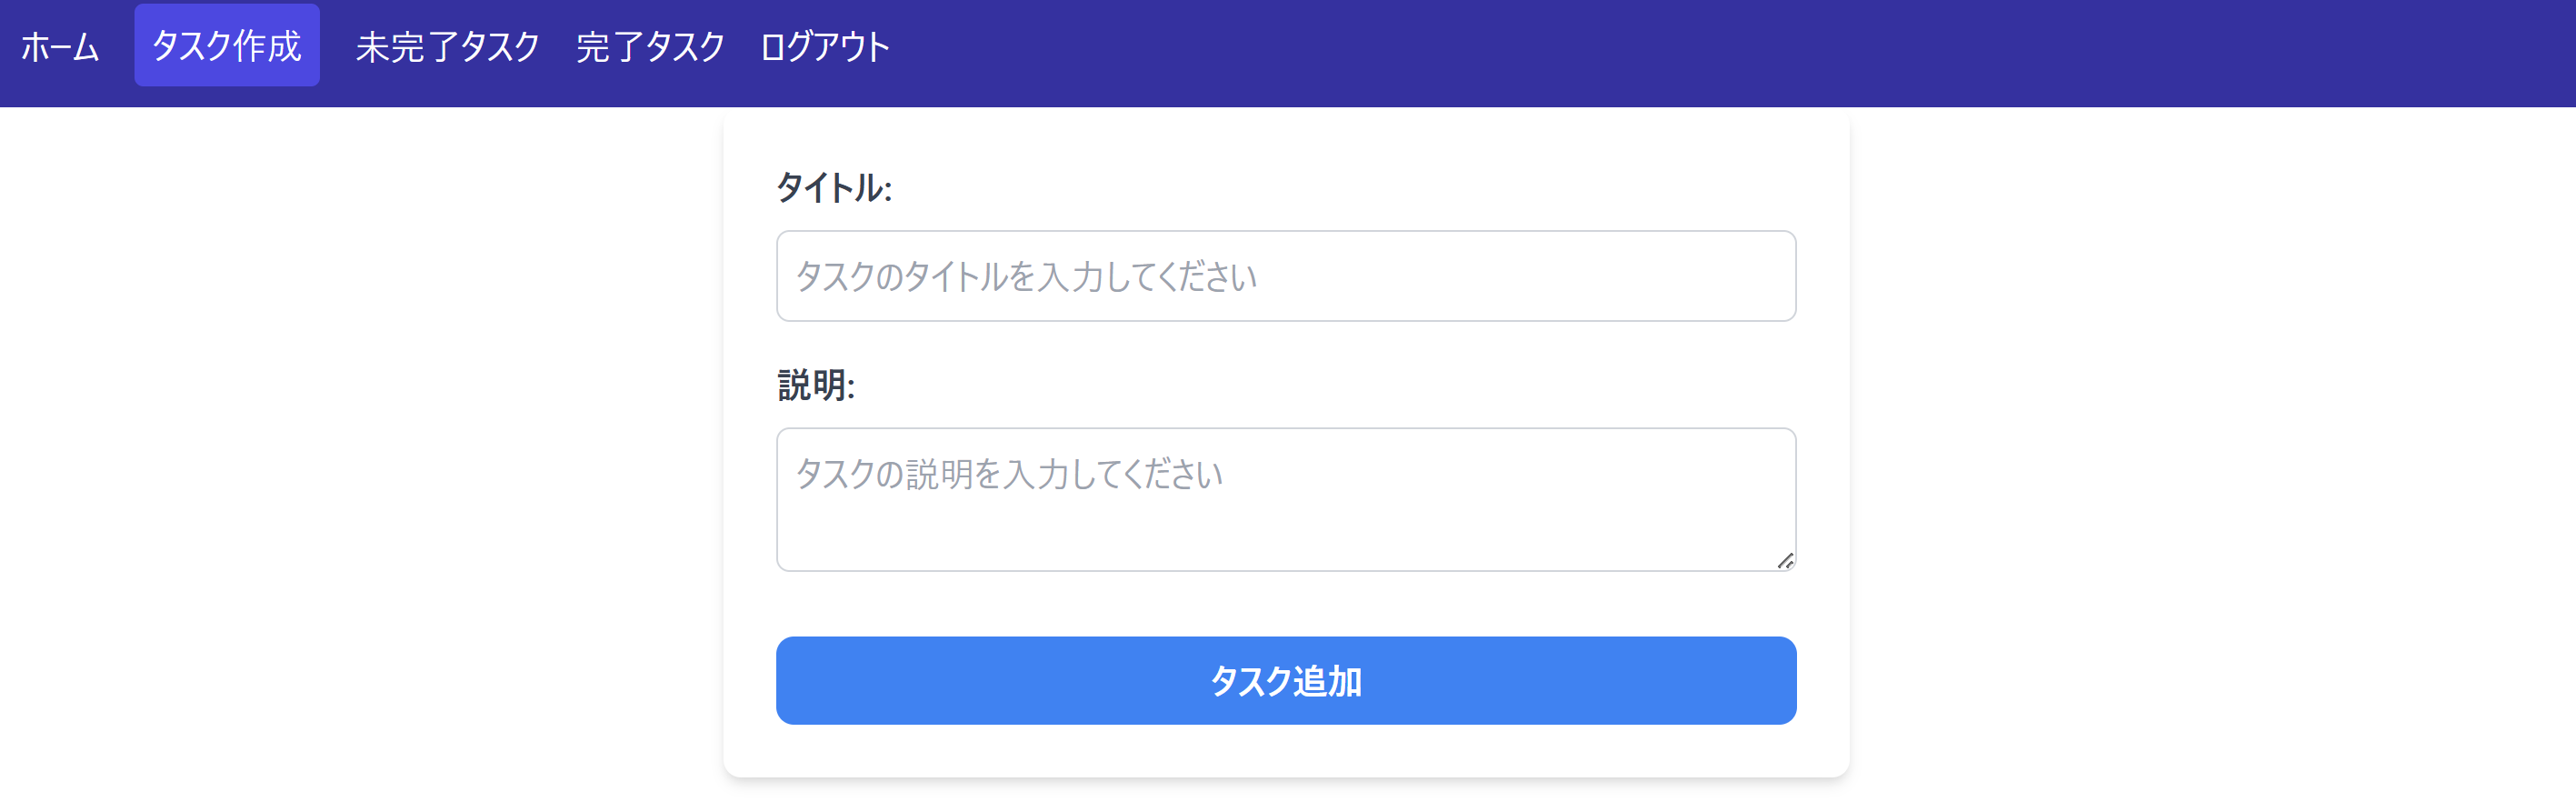 ホーム タスク作成 未完了タスク 完了タスク ログアウト
タイトル:
タスクのタイトルを入力してください
説明:
タスクの説明を入力してください
タスク追加